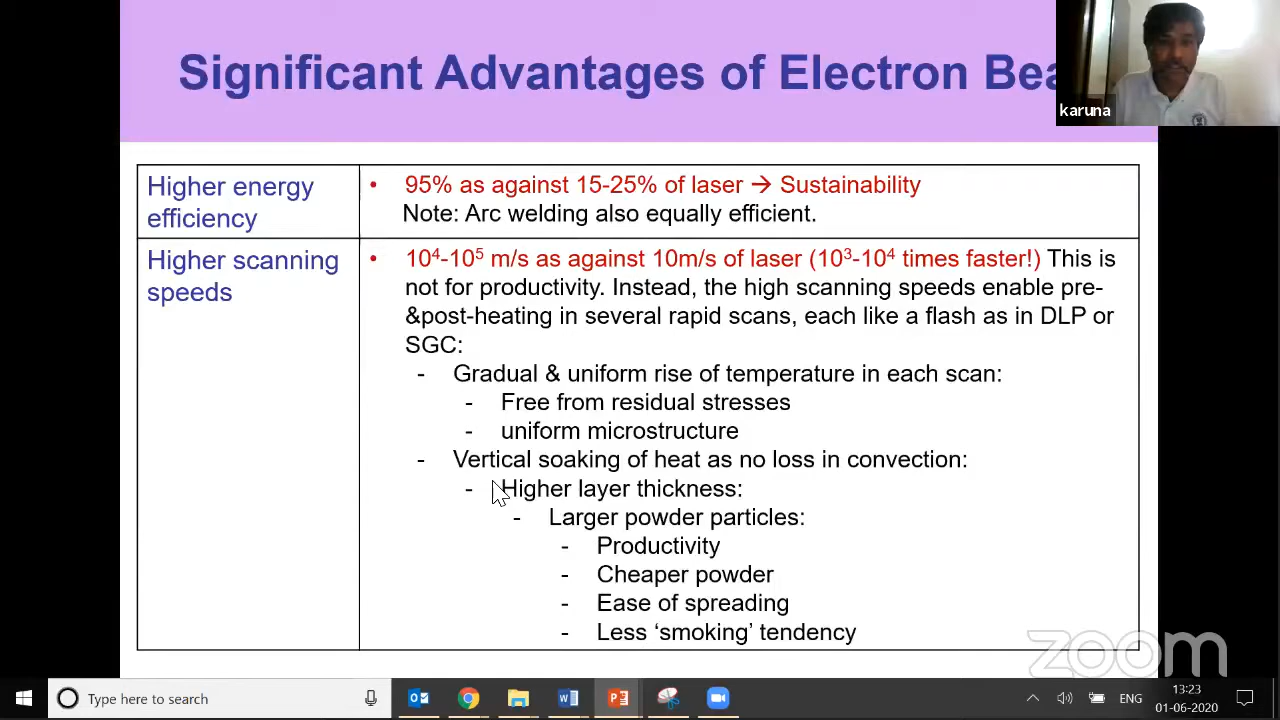 Significant Advantages of Electron Bea
karuna
Higher energy
efficiency
• 95% as against 15-25% of laser → Sustainability
Note: Arc welding also equally efficient.
Higher scanning
speeds
• 10⁴-10⁵ m/s as against 10m/s of laser (10³-10⁴ times faster!) This is
not for productivity. Instead, the high scanning speeds enable pre-
&post-heating in several rapid scans, each like a flash as in DLP or
SGC:
- Gradual & uniform rise of temperature in each scan:
- Free from residual stresses
- uniform microstructure
- Vertical soaking of heat as no loss in convection:
- Higher layer thickness:
- Larger powder particles:
- Productivity
- Cheaper powder
- Ease of spreading
- Less ‘smoking’ tendency
zoom
Type here to search
ENG
13:23
01-06-2020